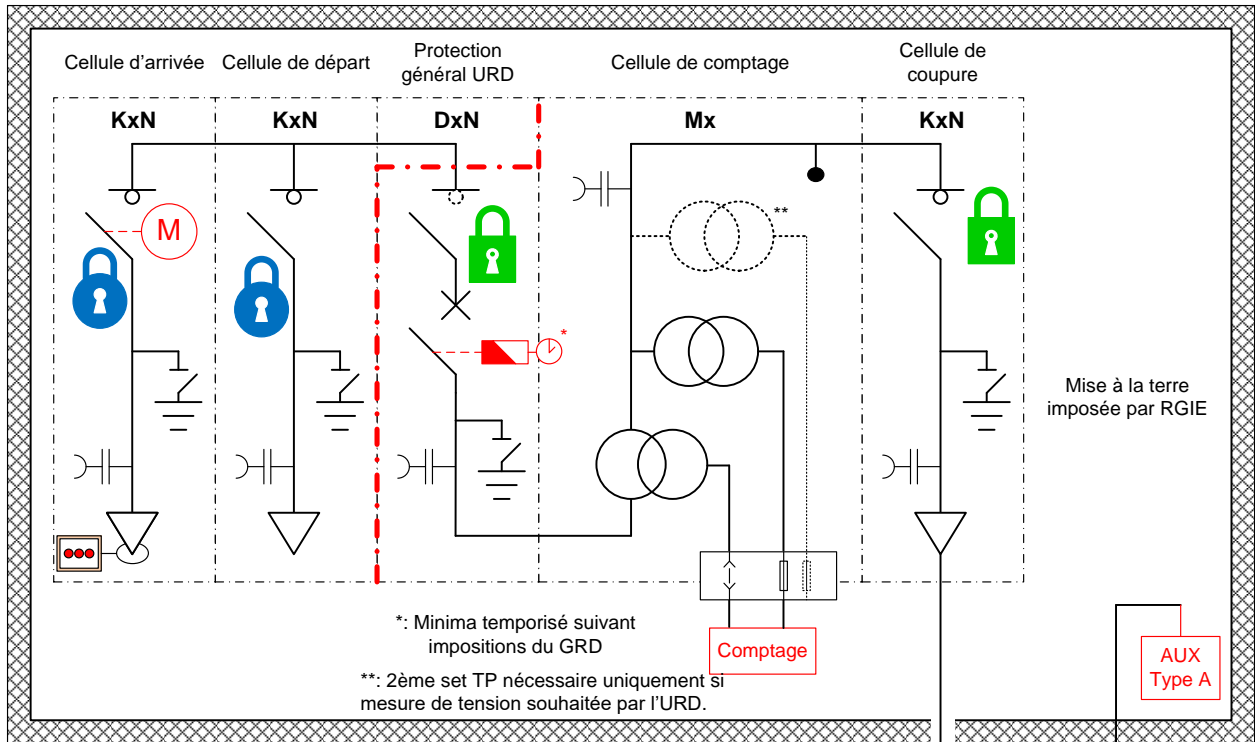 Cellule d'arrivée
Cellule de départ
Protection
général URD
Cellule de comptage
Cellule de
coupure
KxN
KxN
DxN
Mx
KxN
M
**
*
Mise à la terre
imposée par RGIE
*: Minima temporisé suivant
impositions du GRD
Comptage
**: 2ème set TP nécessaire uniquement si
mesure de tension souhaitée par l'URD.
AUX
Type A